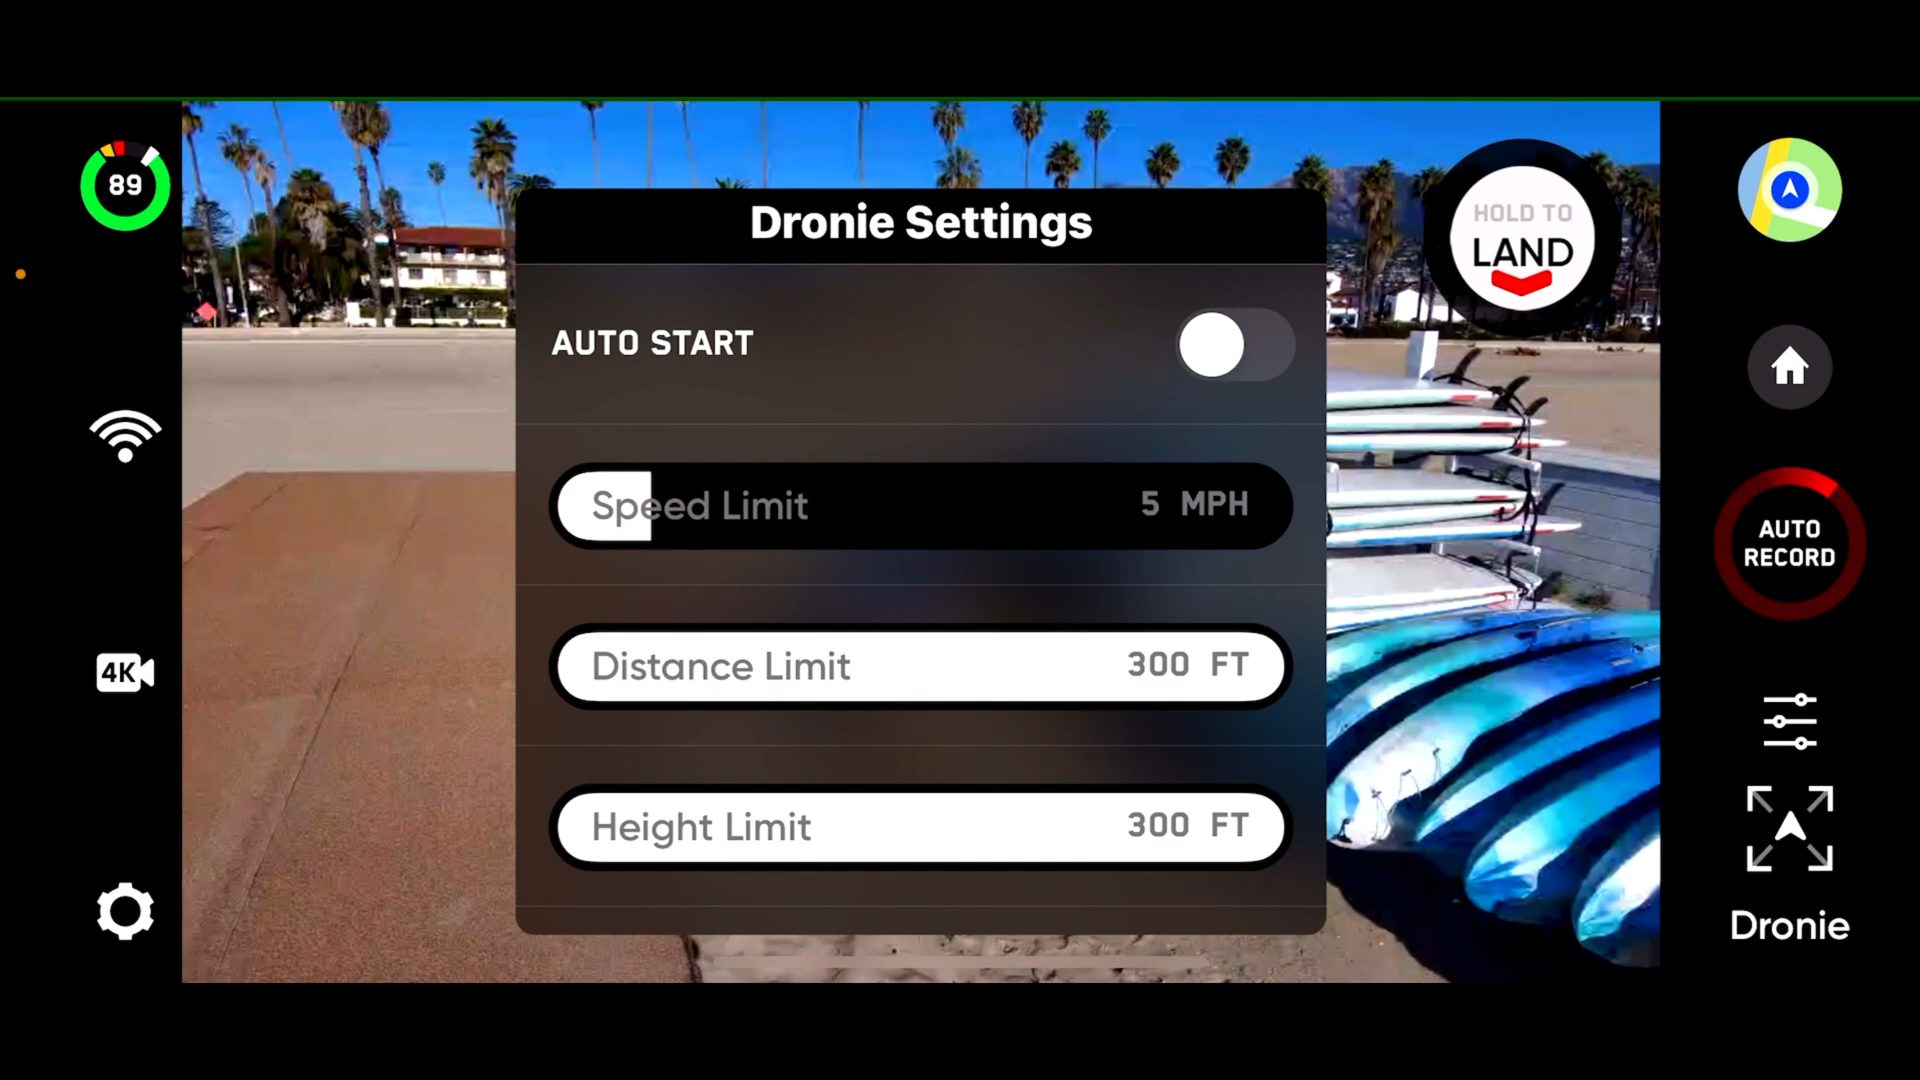 Dronie Settings
89
HOLD TO
LAND
AUTO START
Speed Limit 5 MPH
AUTO
RECORD
Distance Limit 300 FT
4K
Height Limit 300 FT
Dronie